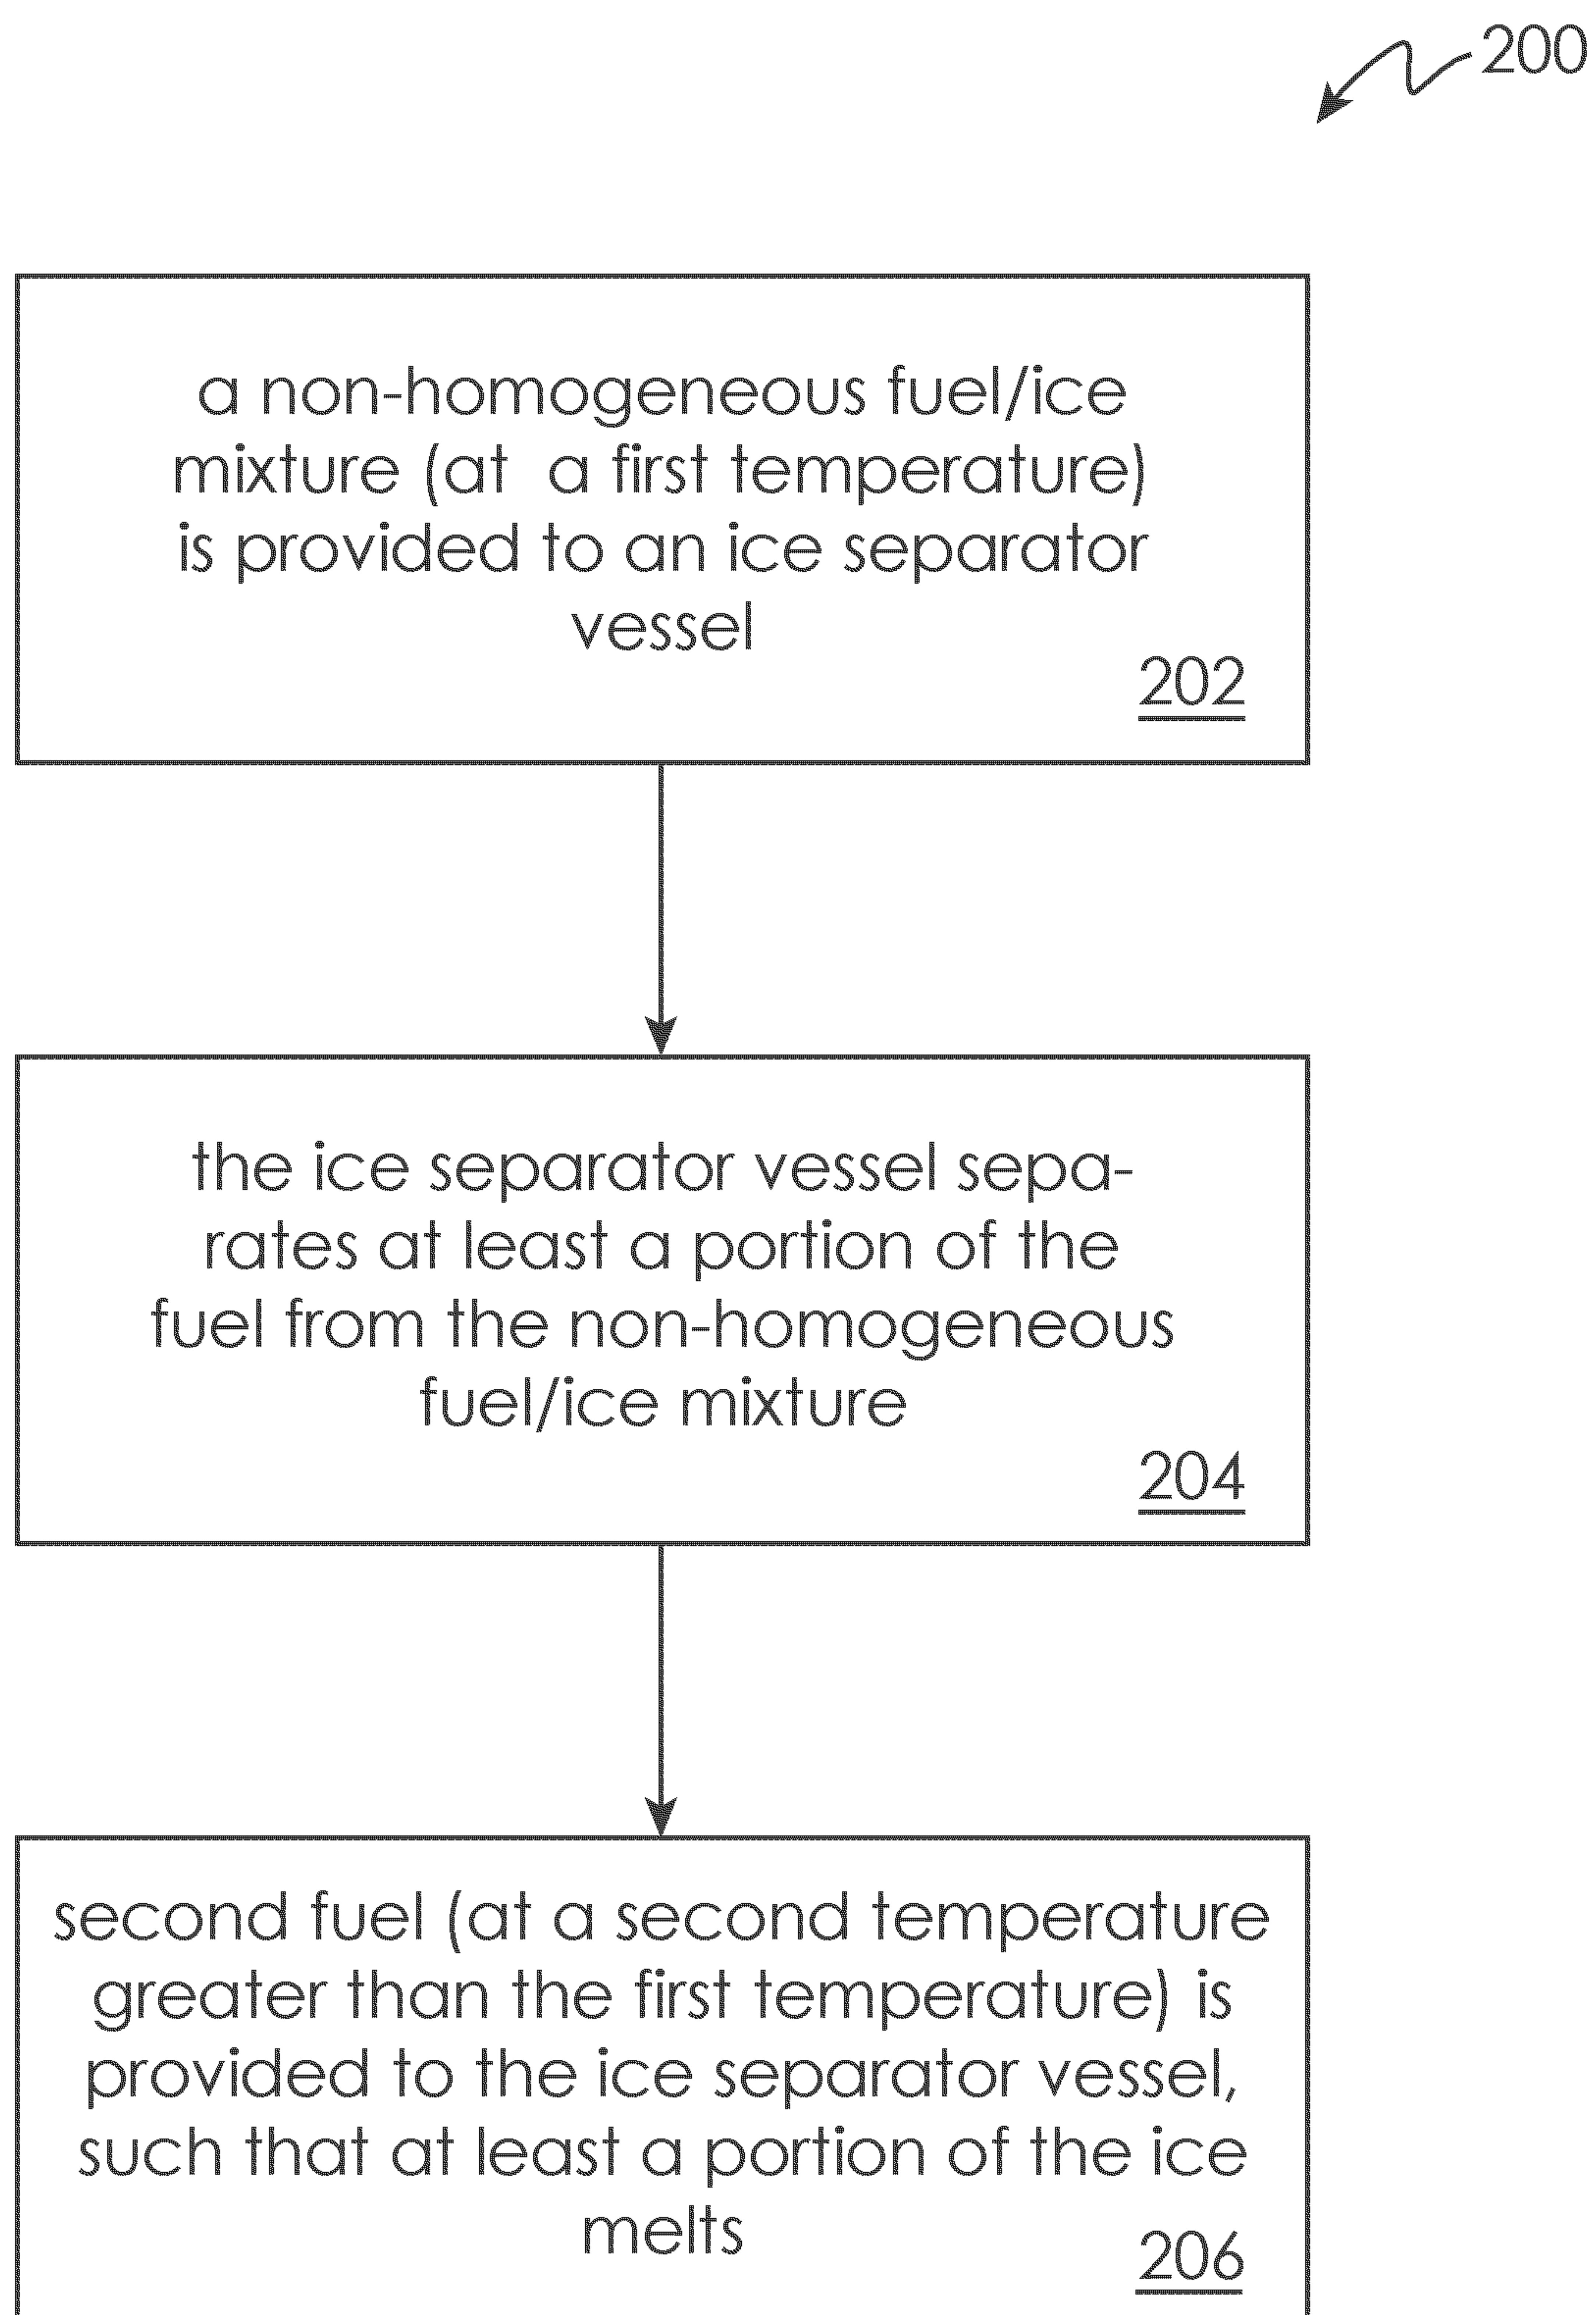 200
a non-homogeneous fuel/ice
mixture (at a first temperature)
is provided to an ice separator
vessel
202
the ice separator vessel sepa-
rates at least a portion of the
fuel from the non-homogeneous
fuel/ice mixture
204
second fuel (at a second temperature
greater than the first temperature) is
provided to the ice separator vessel,
such that at least a portion of the ice
melts
206